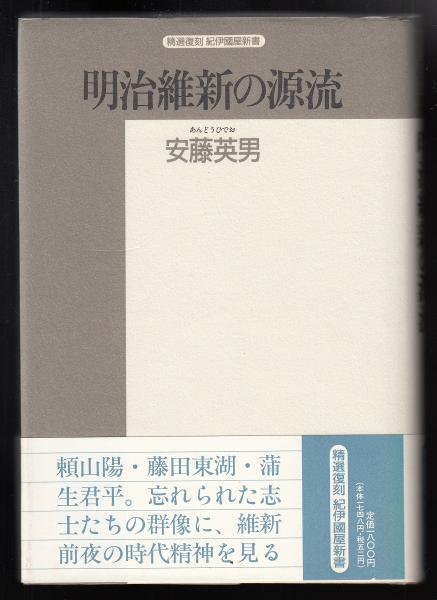 精選復刻 紀伊國屋新書
明治維新の源流
あんどうひでお
安藤英男
頼山陽・藤田東湖・蒲
生君平。忘れられた志
士たちの群像に、維新
前夜の時代精神を見る
精選復刻 紀伊國屋新書
定価一八〇〇円
(本体一七四八円・税五二円)